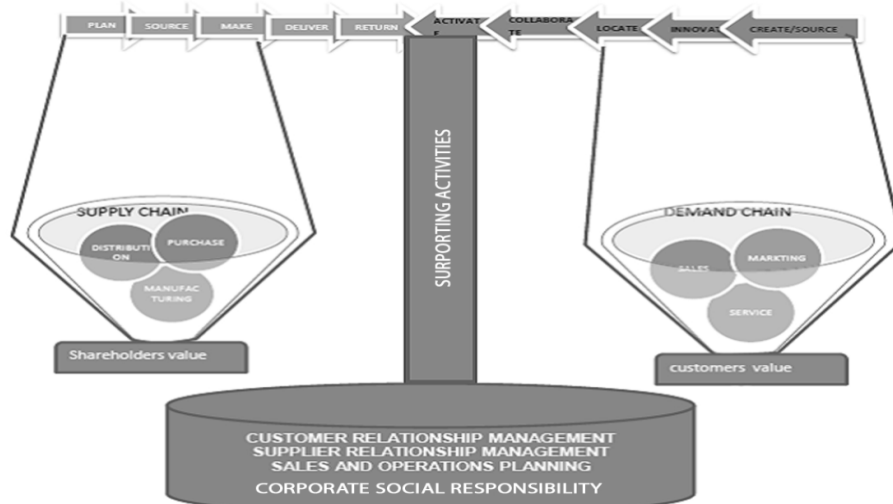 PLAN
SOURCE
MAKE
DELIVER
RETURN
ACTIVAT
E
COLLABORA
TE
LOCATE
INNOVAT
CREATE/SOURCE
SUPPORTING ACTIVITIES
SUPPLY CHAIN
DISTRIBUTI
ON
PURCHASE
MANUFAC
TURING
Shareholders value
DEMAND CHAIN
SALES
MARKTING
SERVICE
customers value
CUSTOMER RELATIONSHIP MANAGEMENT
SUPPLIER RELATIONSHIP MANAGEMENT
SALES AND OPERATIONS PLANNING
CORPORATE SOCIAL RESPONSIBILITY